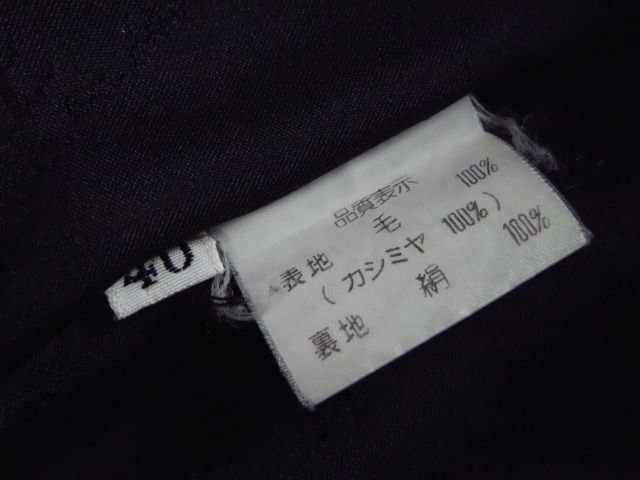 40
品質表示
表地 毛 100%
(カシミヤ 100%)
裏地 絹 100%